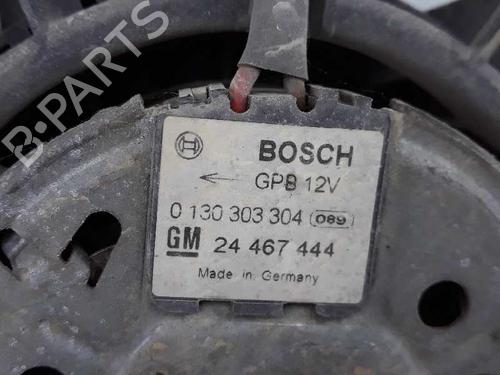 BOSCH
← GPB 12V
0 130 303 304 089
GM 24 467 444
Made in Germany
B-PARTS